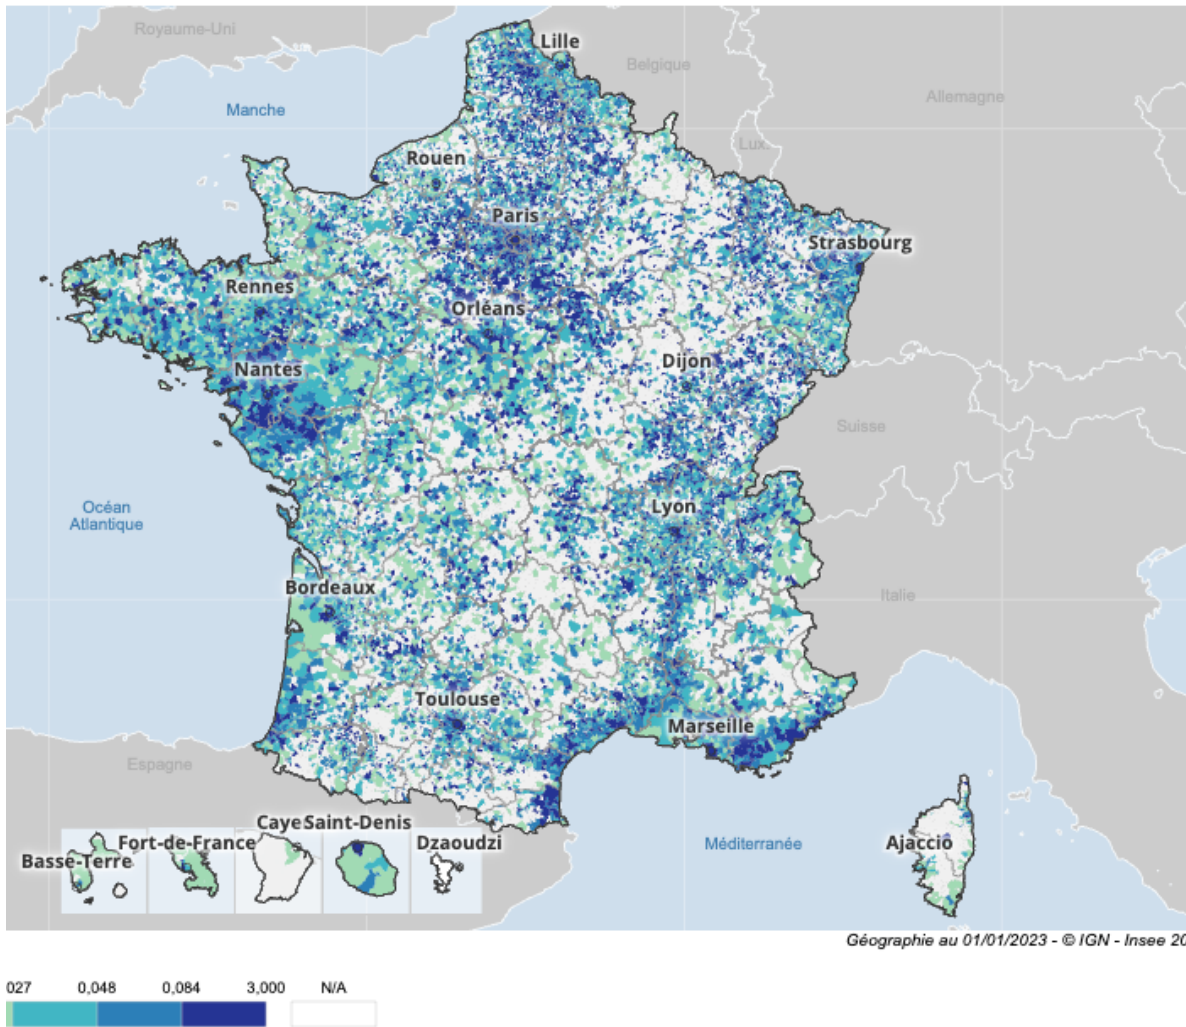 Royaume-Uni
Lille
Belgique
Allemagne
Manche
Lux.
Rouen
Paris
Strasbourg
Rennes
Orléans
Dijon
Nantes
Suisse
Océan
Atlantique
Lyon
Bordeaux
Italie
Toulouse
Marseille
Espagne
Basse-Terre
Fort-de-France
Caye
Saint-Denis
Dzaoudzi
Méditerranée
Ajaccio
Géographie au 01/01/2023 - © IGN - Insee 20
027 0,048 0,084 3,000 N/A